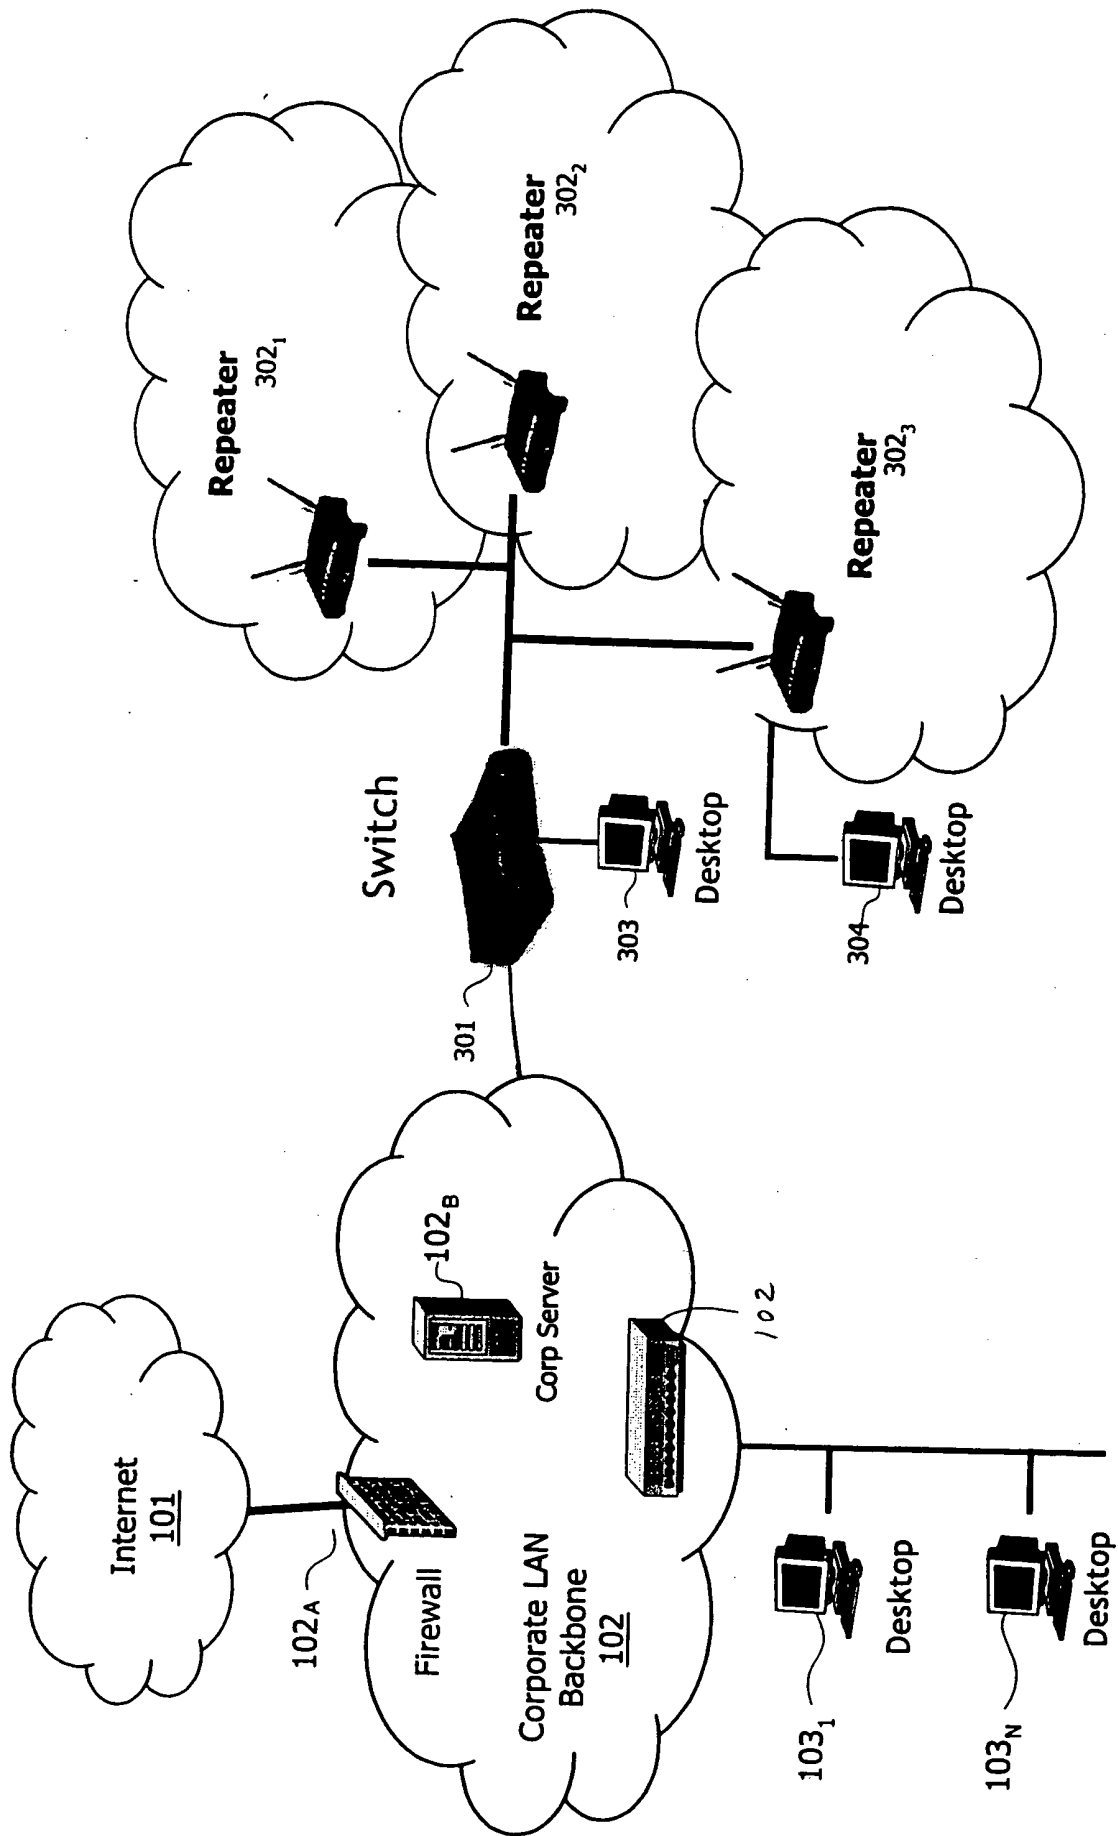 Internet
101
102A
Firewall
Corporate LAN
Backbone
102
102B
Corp Server
102
103₁
Desktop
103N
Desktop
301
Switch
303
Desktop
304
Desktop
Repeater
302₁
Repeater
302₂
Repeater
302₃